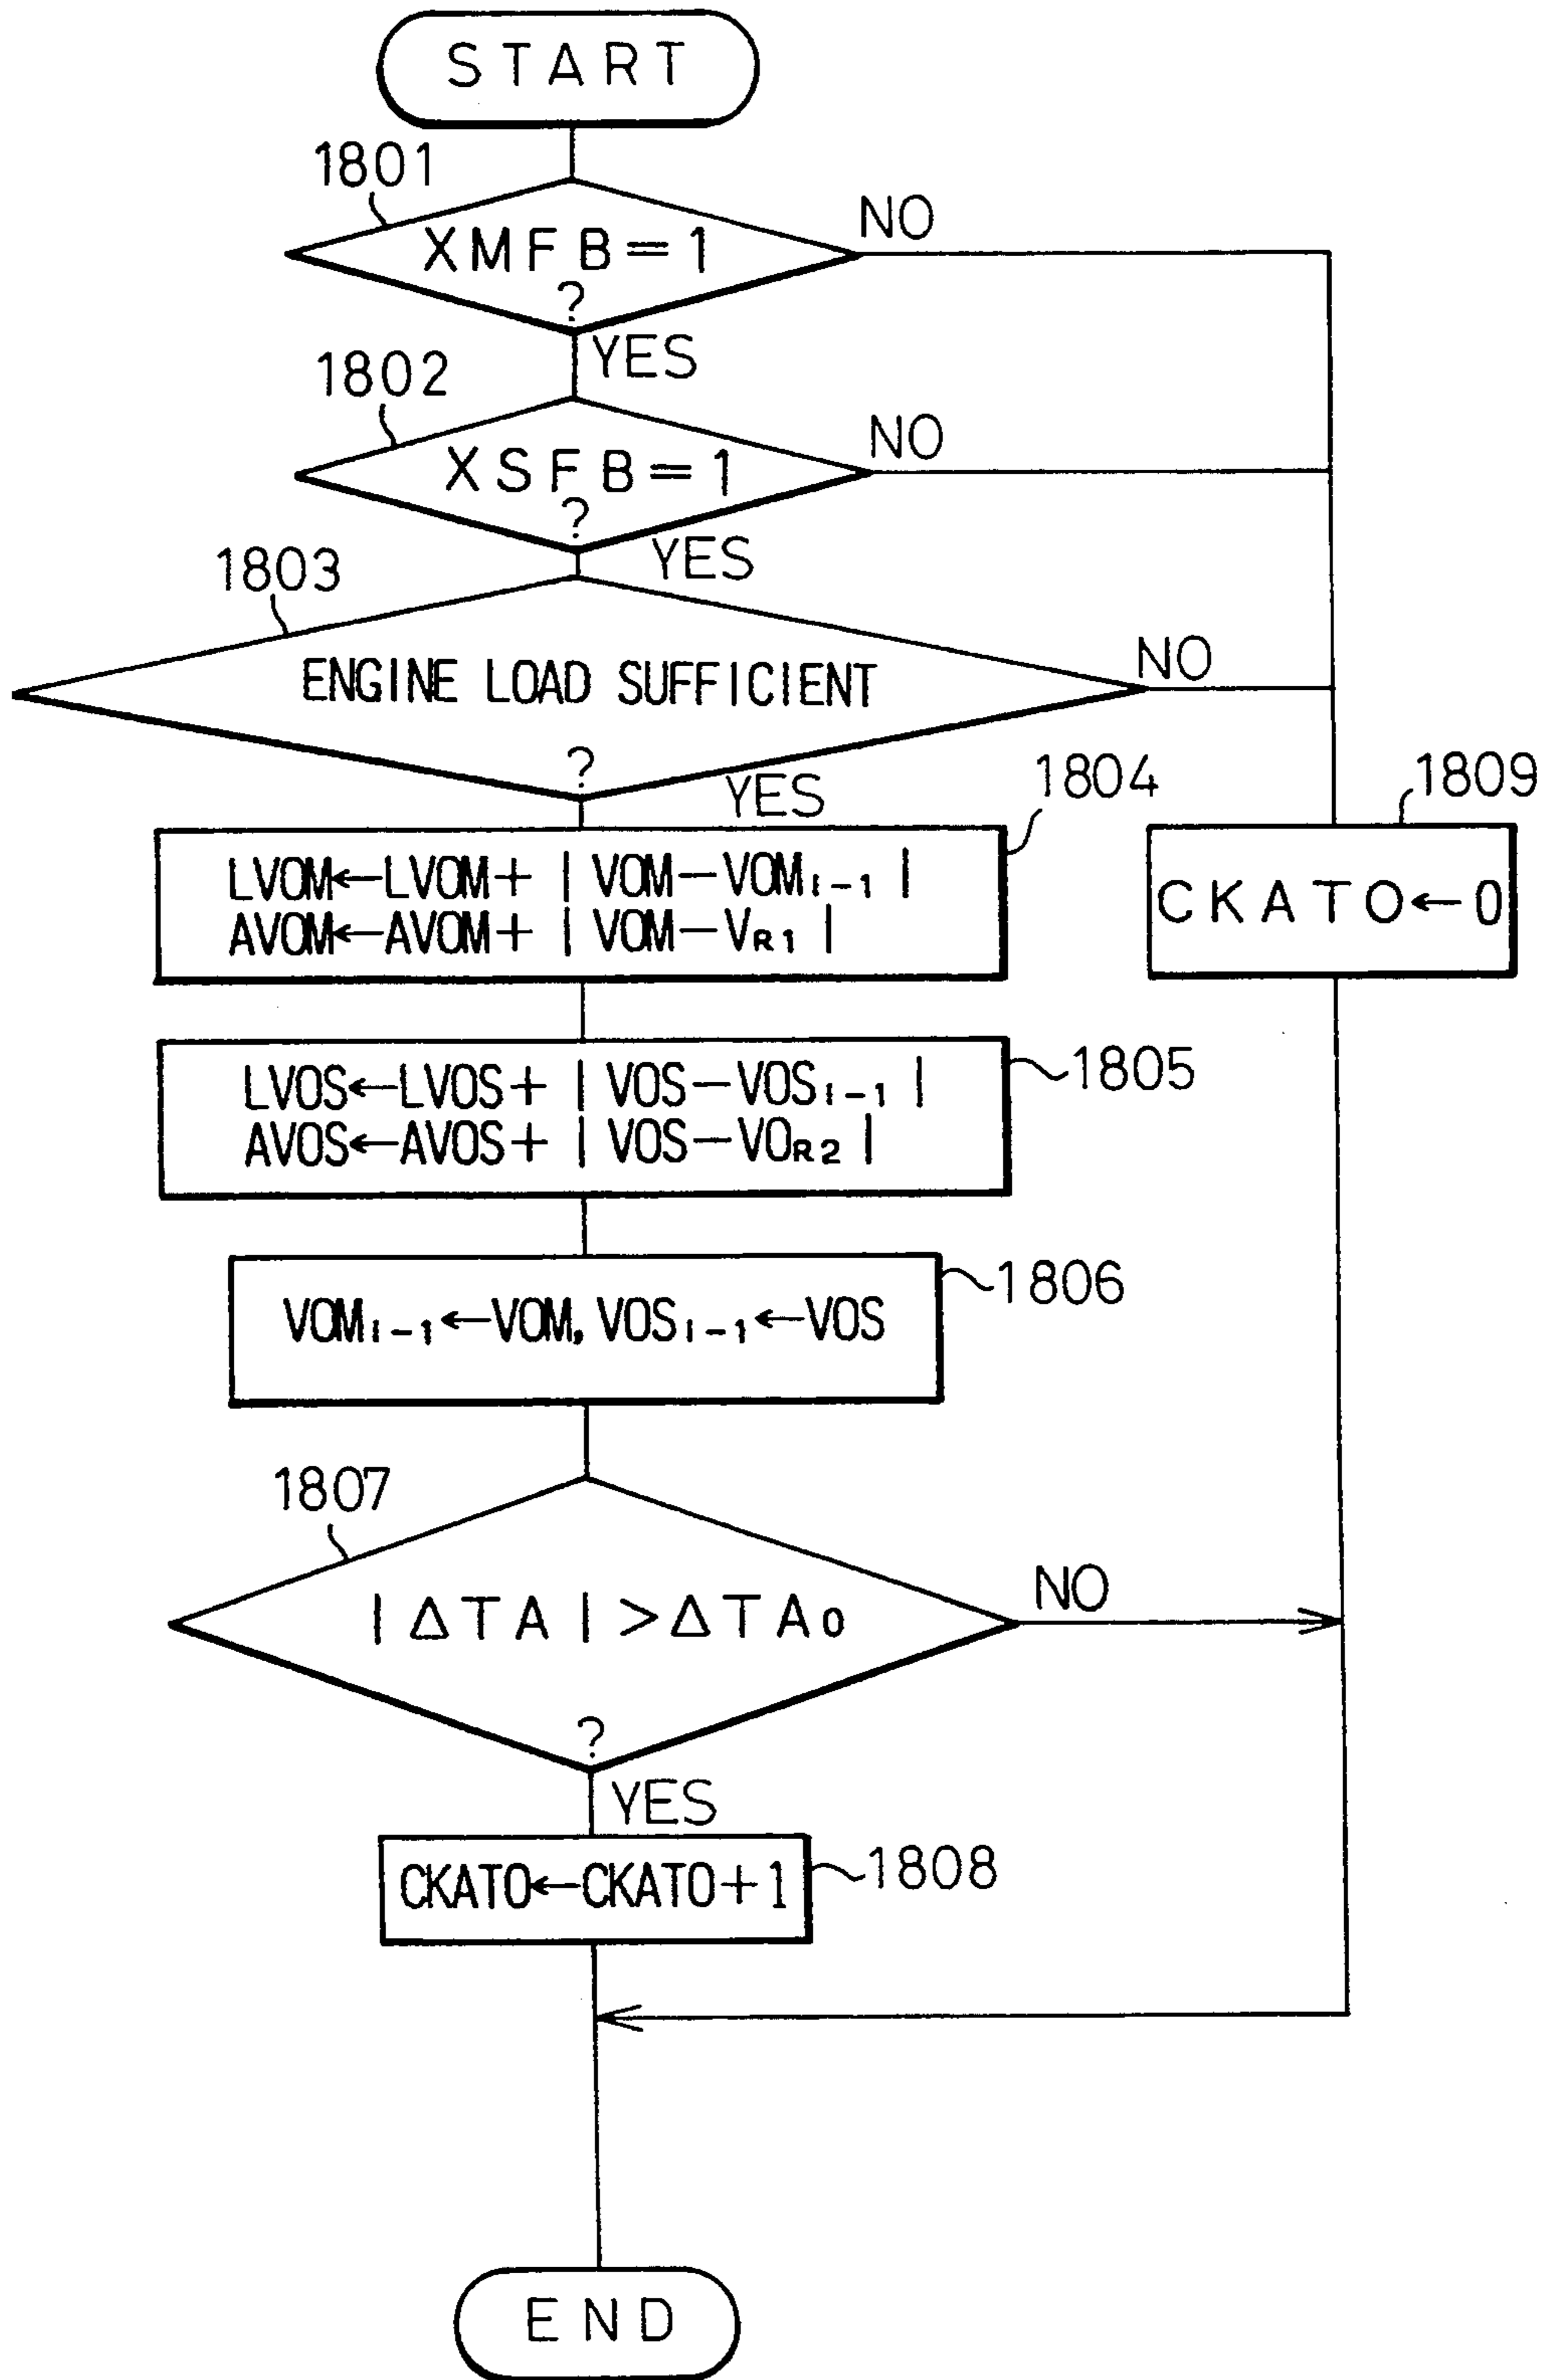 START
1801
XMFB=1
?
NO
YES
1802
XSFB=1
?
NO
YES
1803
ENGINE LOAD SUFFICIENT
?
NO
YES
1804
LVOM←LVOM+|VOM−VOMi−1|
AVOM←AVOM+|VOM−VR1|
1809
CKATO←0
1805
LVOS←LVOS+|VOS−VOSi−1|
AVOS←AVOS+|VOS−VOR2|
1806
VOMi−1←VOM, VOSi−1←VOS
1807
|ΔTA|>ΔTA0
?
NO
YES
1808
CKATO←CKATO+1
END